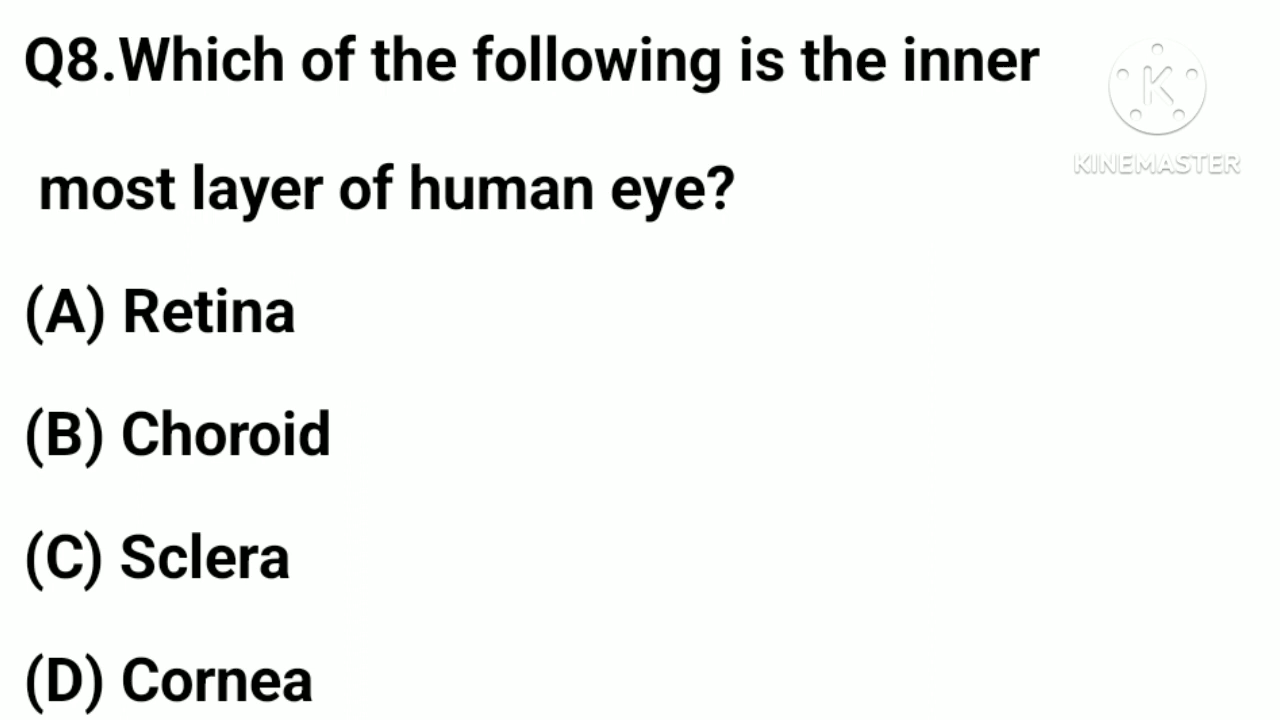 Q8.Which of the following is the inner
most layer of human eye?
(A) Retina
(B) Choroid
(C) Sclera
(D) Cornea
K
KINEMASTER